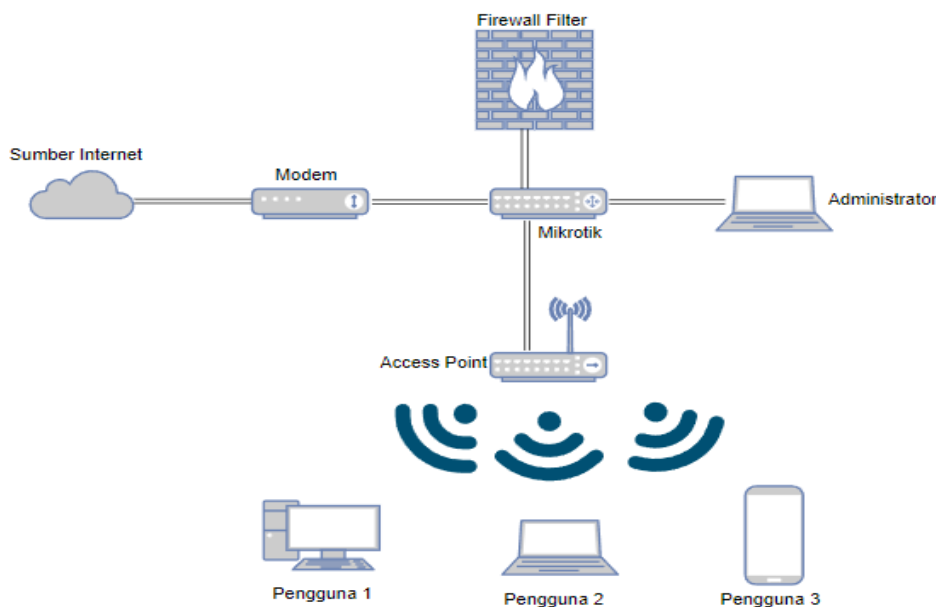 Firewall Filter
Sumber Internet
Modem
Administrator
Mikrotik
Access Point
Pengguna 1
Pengguna 2
Pengguna 3